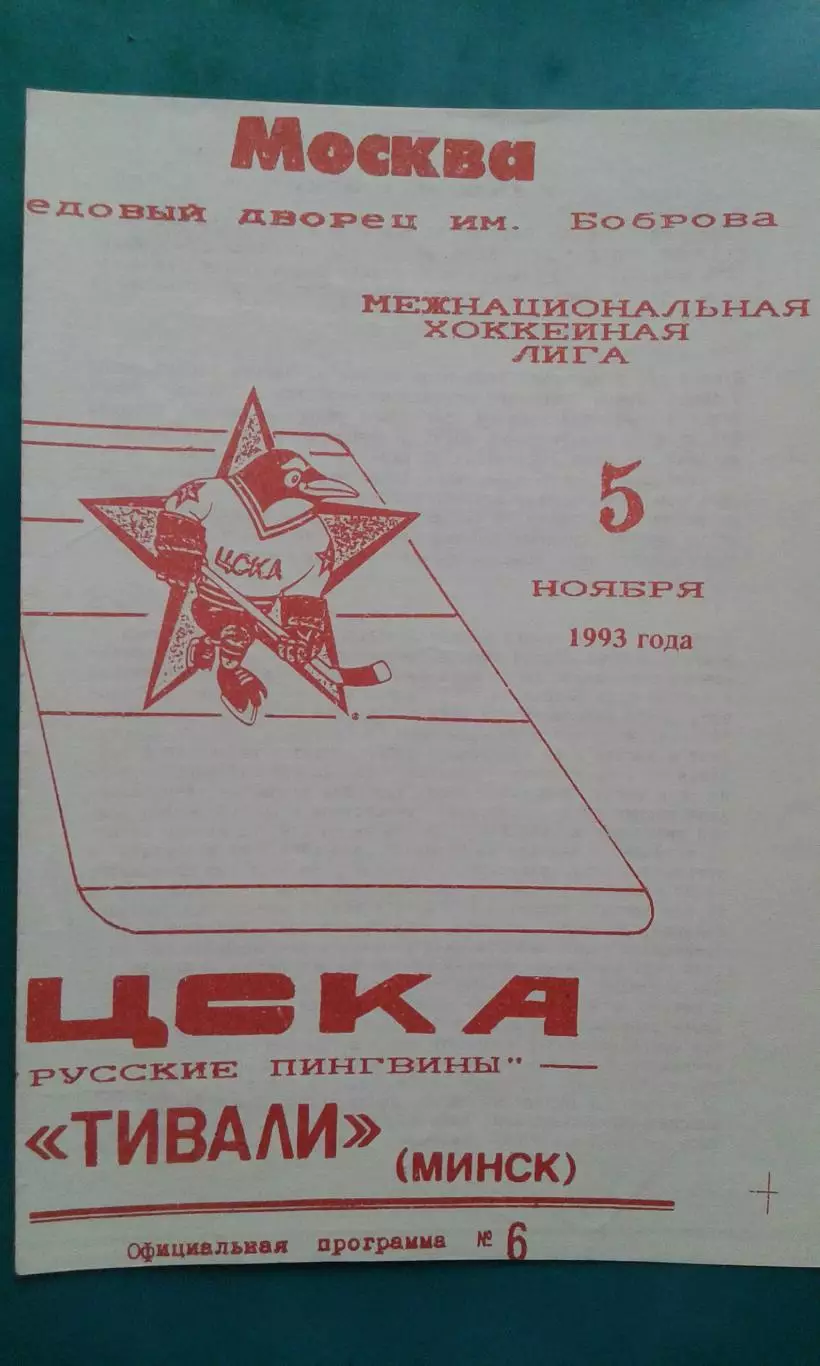 Москва
едовый дворец им. Боброва
МЕЖНАЦИОНАЛЬНАЯ
ХОККЕЙНАЯ
ЛИГА
5
НОЯБРЯ
1993 года
ЦСКА
ЦСКА
РУССКИЕ ПИНГВИНЫ" —
«ТИВАЛИ»
(МИНСК)
Официальная программа № 6